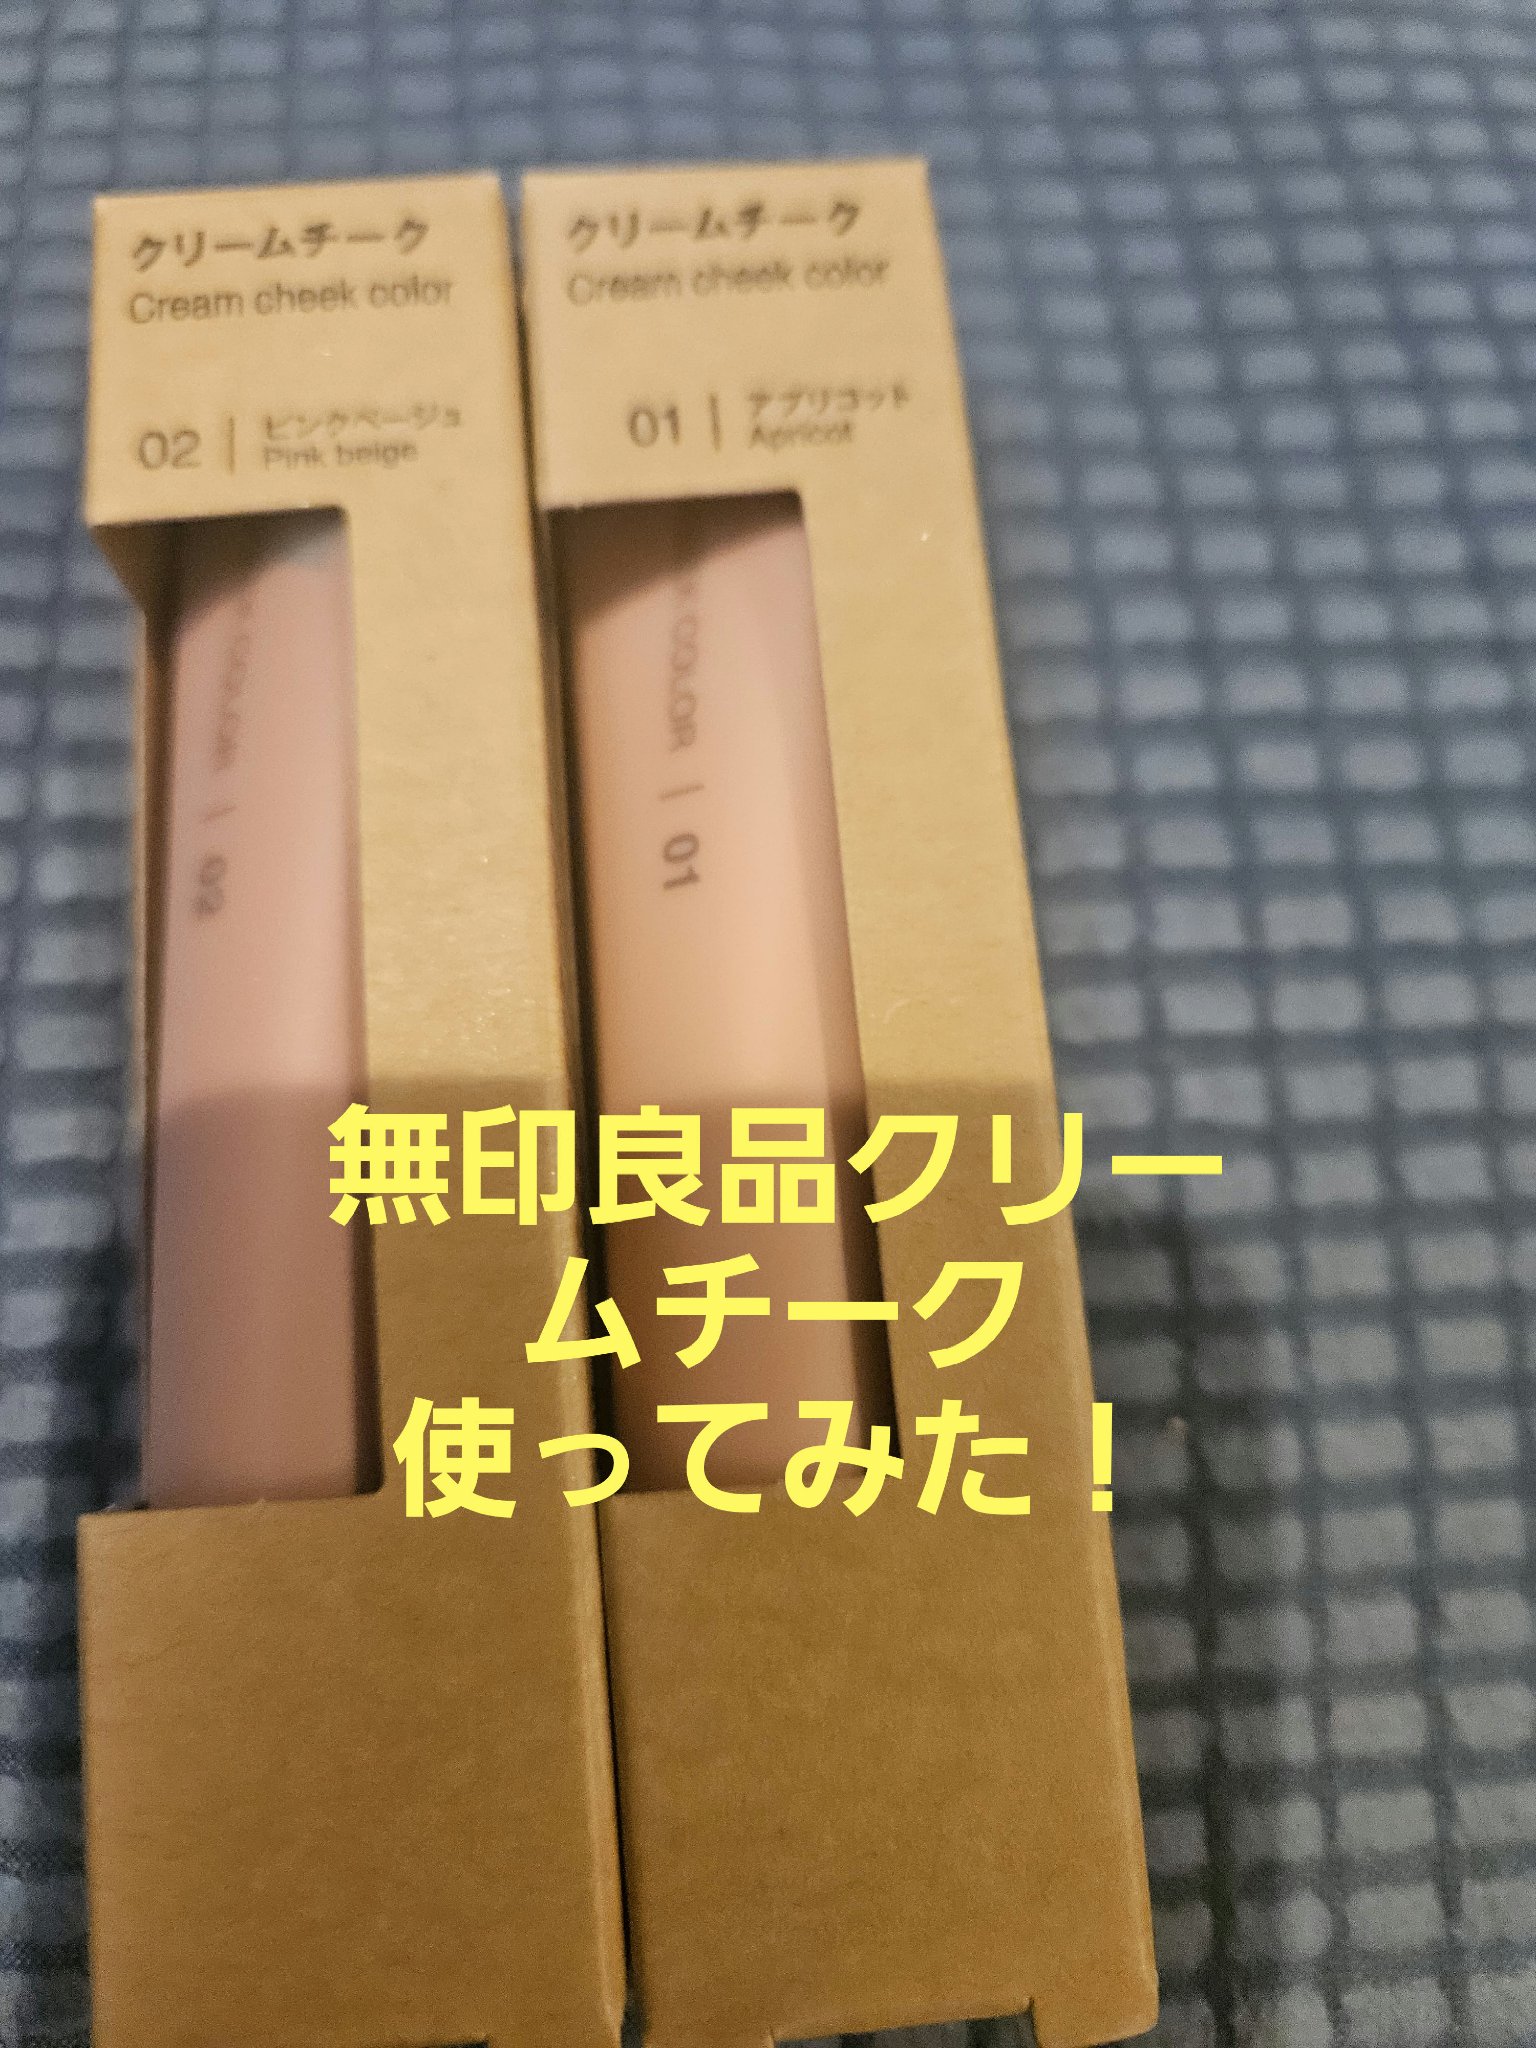 クリームチーク
Cream cheek color
02 | ピンクベージュ
Pink beige
COLOR | 02
クリームチーク
Cream cheek color
01 | アプリコット
Apricot
COLOR | 01
無印良品クリー
ムチーク
使ってみた！